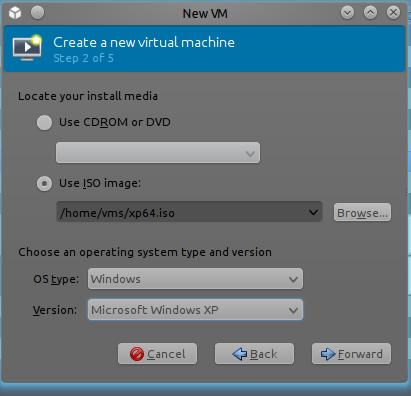 New VM
Create a new virtual machine
Step 2 of 5
Locate your install media
Use CDROM or DVD
Use ISO image:
/home/vms/xp64.iso
Browse...
Choose an operating system type and version
OS type:
Windows
Version:
Microsoft Windows XP
Cancel
Back
Forward